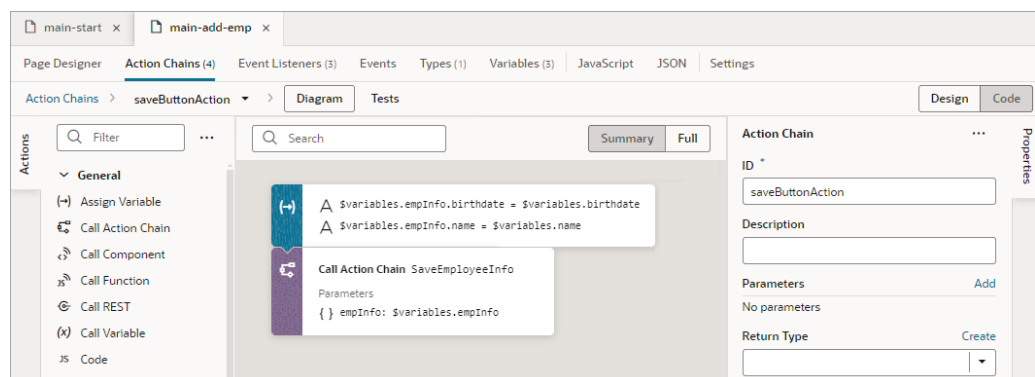 main-start ×
main-add-emp ×
Page Designer Action Chains (4) Event Listeners (3) Events Types (1) Variables (3) JavaScript JSON Settings
Action Chains > saveButtonAction > Diagram Tests Design Code
Actions
Filter ...
General
Assign Variable
Call Action Chain
Call Component
JS Call Function
Call REST
(x) Call Variable
JS Code
Search
Summary Full
A $variables.empInfo.birthdate = $variables.birthdate
A $variables.empInfo.name = $variables.name
Call Action Chain SaveEmployeeInfo
Parameters
{ } empInfo: $variables.empInfo
Action Chain ...
ID *
saveButtonAction
Description
Parameters Add
No parameters
Return Type Create
Properties